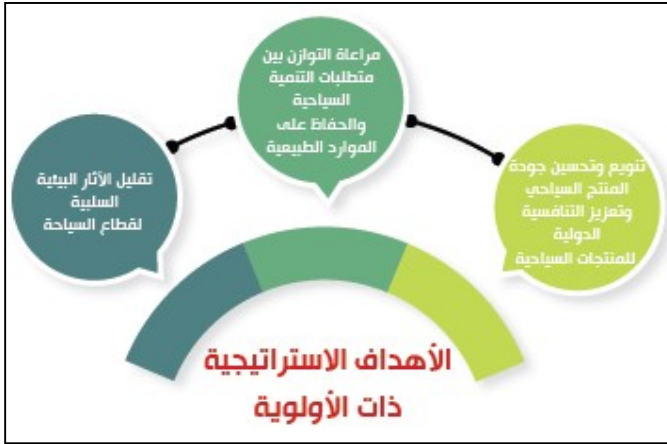 تنويع وتحسين جودة
المنتج السياحي
وتعزيز التنافسية
الدولية
للمنتجات السياحية
مراعاة التوازن بين
متطلبات التنمية
السياحية
والحفاظ على
الموارد الطبيعية
تقليل الآثار البيئية
السلبية
لقطاع السياحة
الأهداف الاستراتيجية
ذات الأولوية